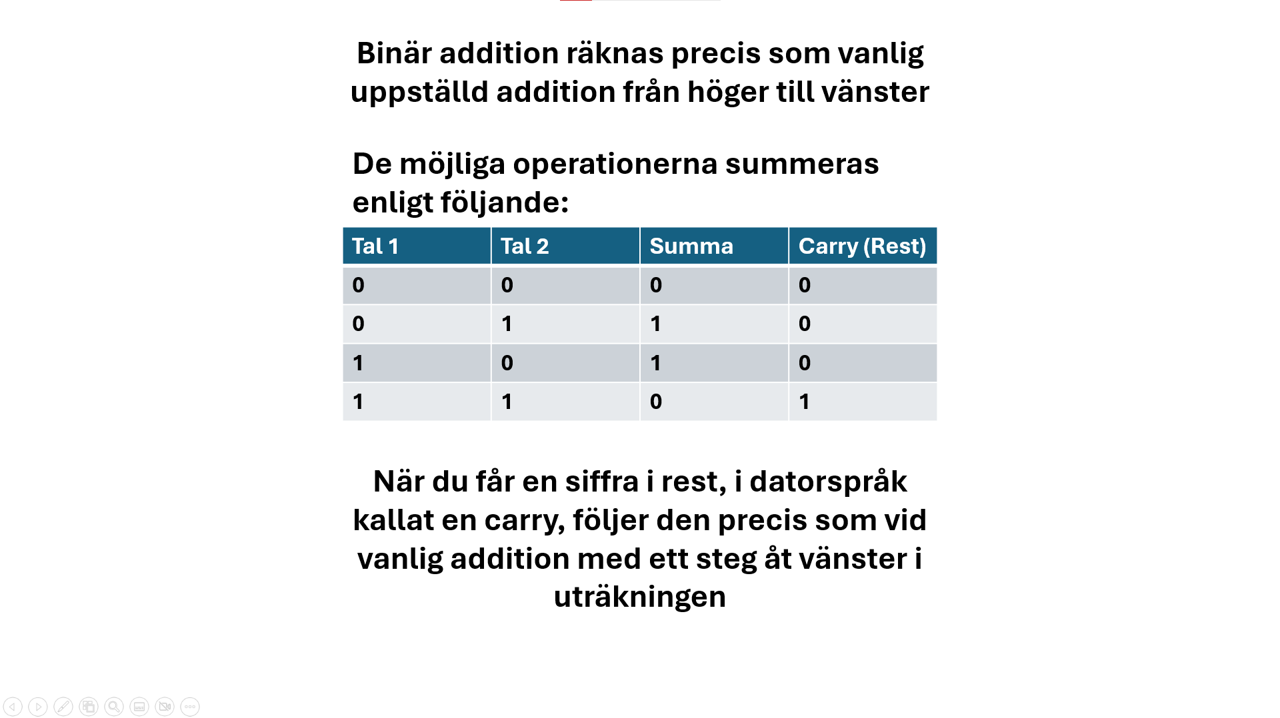 Binär addition räknas precis som vanlig
uppställd addition från höger till vänster
De möjliga operationerna summeras
enligt följande:
Tal 1 Tal 2 Summa Carry (Rest)
0 0 0 0
0 1 1 0
1 0 1 0
1 1 0 1
När du får en siffra i rest, i datorspråk
kallat en carry, följer den precis som vid
vanlig addition med ett steg åt vänster i
uträkningen